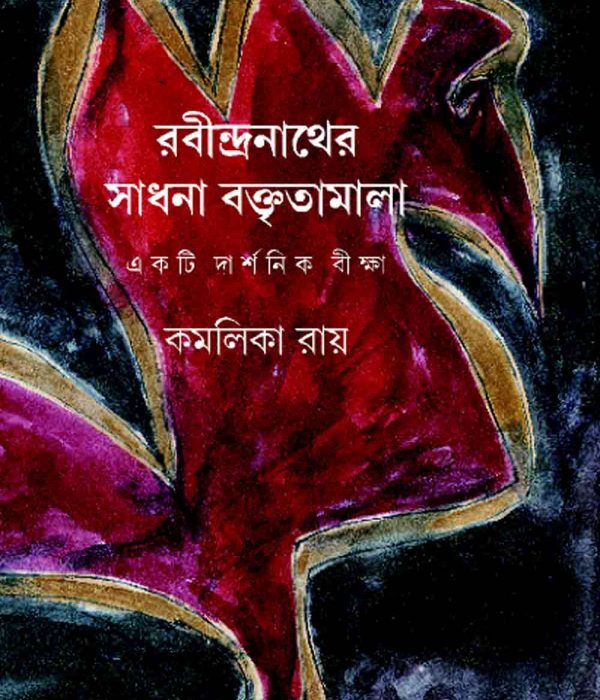 রবীন্দ্রনাথের
সাধনা বক্তৃতামালা
একটি দার্শনিক বীক্ষা
কমলিকা রায়